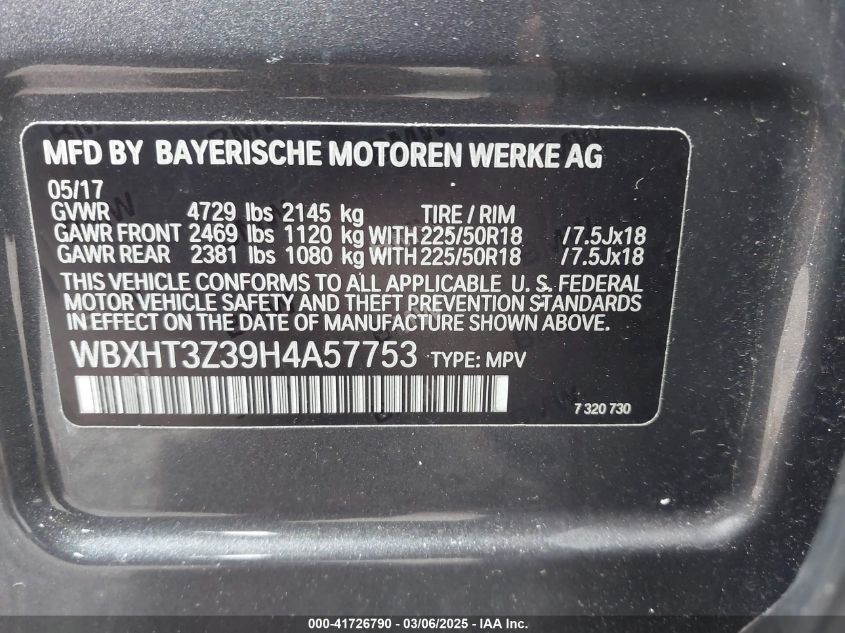 MFD BY BAYERISCHE MOTOREN WERKE AG
05/17
GVWR 4729 lbs 2145 kg TIRE / RIM
GAWR FRONT 2469 lbs 1120 kg WITH 225/50R18 /7.5Jx18
GAWR REAR 2381 lbs 1080 kg WITH 225/50R18 /7.5Jx18
THIS VEHICLE CONFORMS TO ALL APPLICABLE U. S. FEDERAL
MOTOR VEHICLE SAFETY AND THEFT PREVENTION STANDARDS
IN EFFECT ON THE DATE OF MANUFACTURE SHOWN ABOVE.
WBXHT3Z39H4A57753 TYPE: MPV
7 320 730
000-41726790 - 03/06/2025 - IAA Inc.